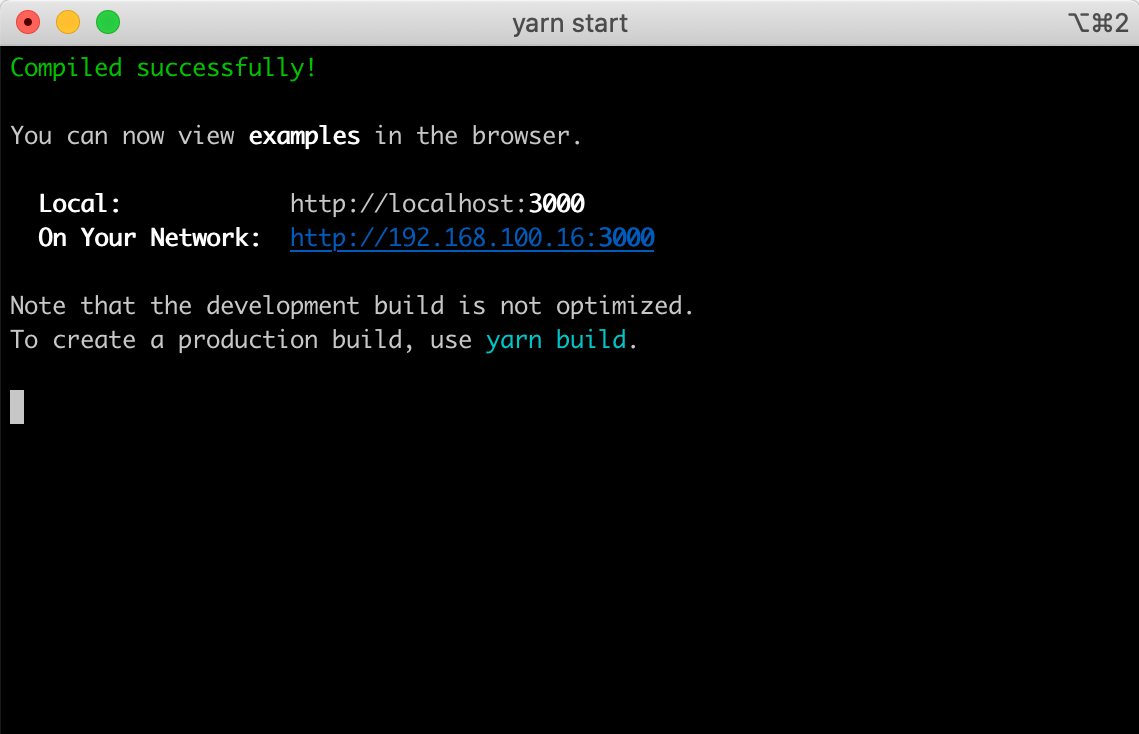 yarn start
⌥⌘2
Compiled successfully!
You can now view examples in the browser.
Local: http://localhost:3000
On Your Network: http://192.168.100.16:3000
Note that the development build is not optimized.
To create a production build, use yarn build.